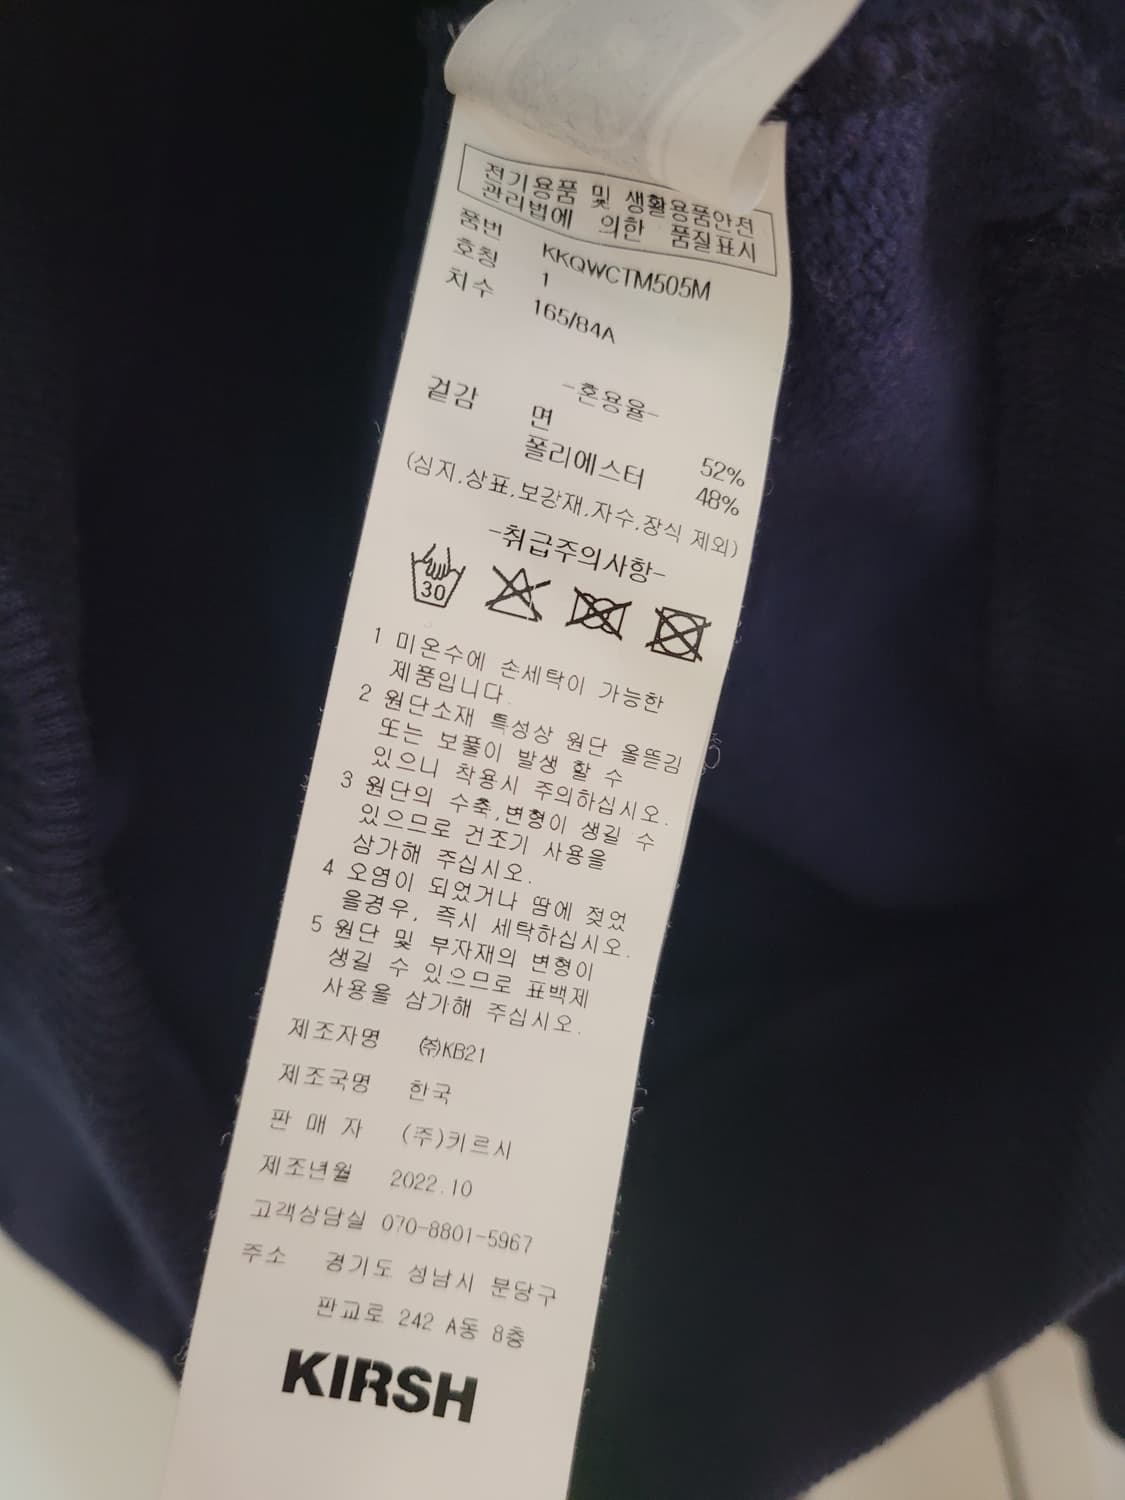 전기용품 및 생활용품안전
관리법에 의한 품질표시
품번 KKQWCTM505M
호칭 1
치수 165/84A
-혼용율-
겉감 면 52%
폴리에스터 48%
(심지,상표,보강재,자수,장식 제외)
-취급주의사항-
30
1 미온수에 손세탁이 가능한
제품입니다.
2 원단소재 특성상 원단 올뜯김
또는 보풀이 발생 할 수
있으니 착용시 주의하십시오.
3 원단의 수축,변형이 생길 수
있으므로 건조기 사용을
삼가해 주십시오.
4 오염이 되었거나 땀에 젖었
을경우, 즉시 세탁하십시오.
5 원단 및 부자재의 변형이
생길 수 있으므로 표백제
사용을 삼가해 주십시오.
제조자명 ㈜KB21
제조국명 한국
판 매 자 (주)키르시
제조년월 2022.10
고객상담실 070-8801-5967
주소 경기도 성남시 분당구
판교로 242 A동 8층
KIRSH